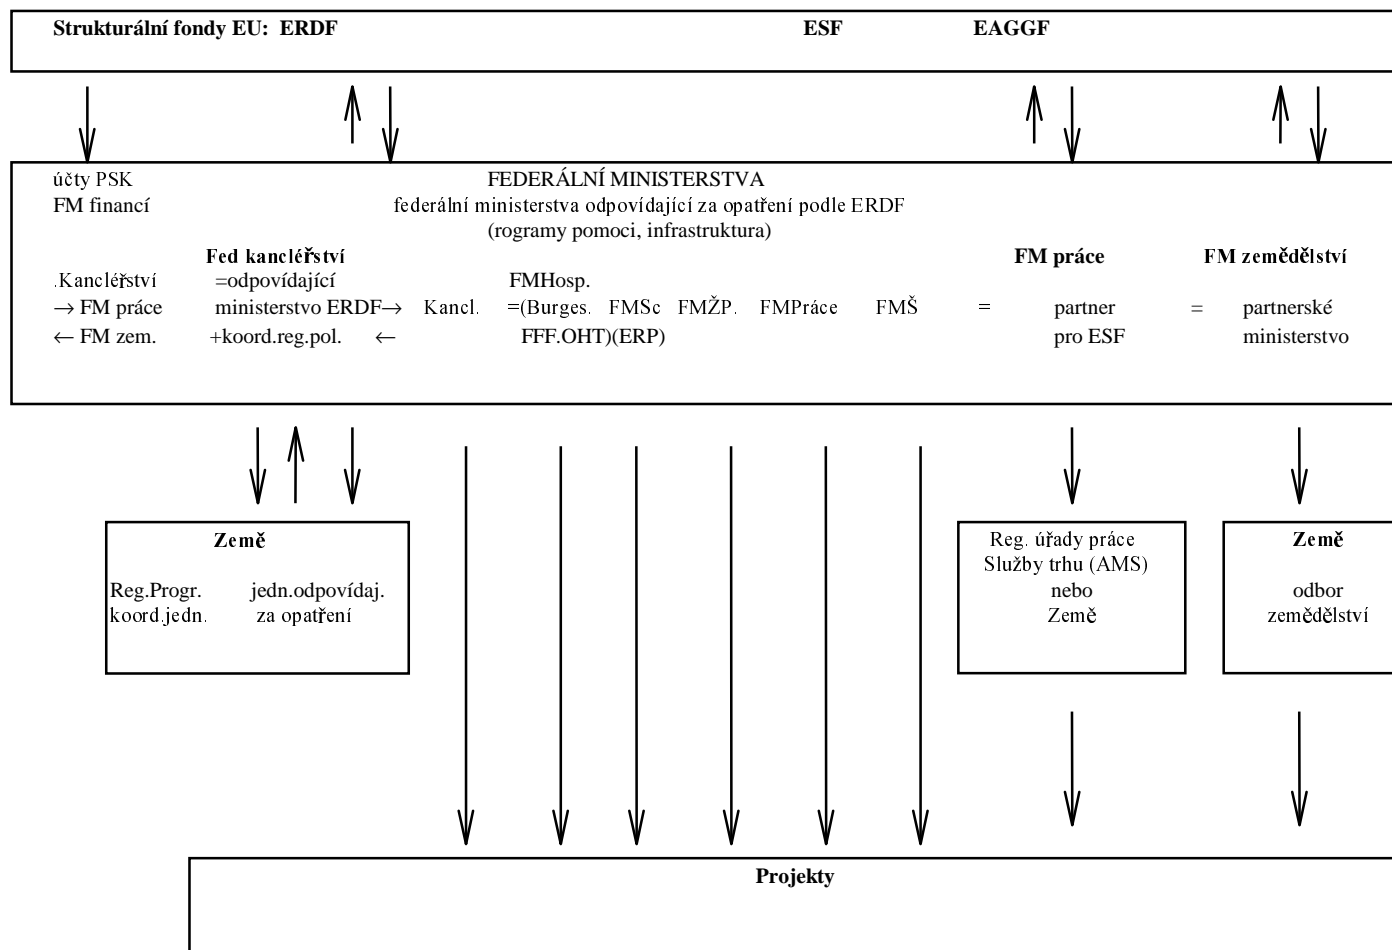 Strukturální fondy EU: ERDF ESF EAGGF
účty PSK FEDERÁLNÍ MINISTERSTVA
FM financí federální ministerstva odpovídající za opatření podle ERDF
(rogramy pomoci, infrastruktura)
Fed kancléřství FM práce FM zemědělství
.Kancléřství =odpovídající FMHosp.
→ FM práce ministerstvo ERDF→ Kancl. =(Burges. FMSc FMŽP. FMPráce FMŠ = partner = partnerské
← FM zem. +koord.reg.pol. ← FFF.OHT)(ERP) pro ESF ministerstvo
Země
Reg.Progr. jedn.odpovídaj.
koord.jedn. za opatření
Reg. úřady práce
Služby trhu (AMS)
nebo
Země
Země
odbor
zemědělství
Projekty